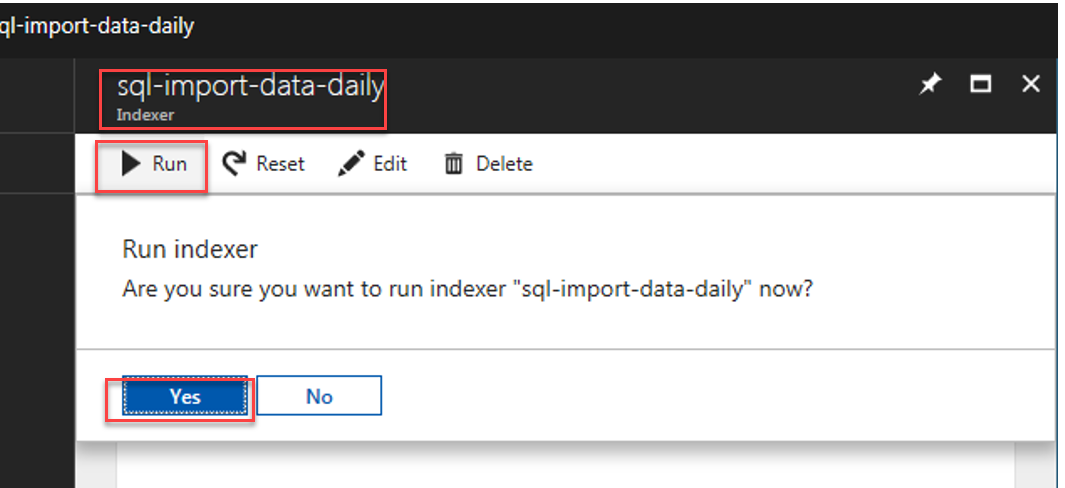 ql-import-data-daily
sql-import-data-daily
Indexer
Run Reset Edit Delete
Run indexer
Are you sure you want to run indexer "sql-import-data-daily" now?
Yes No